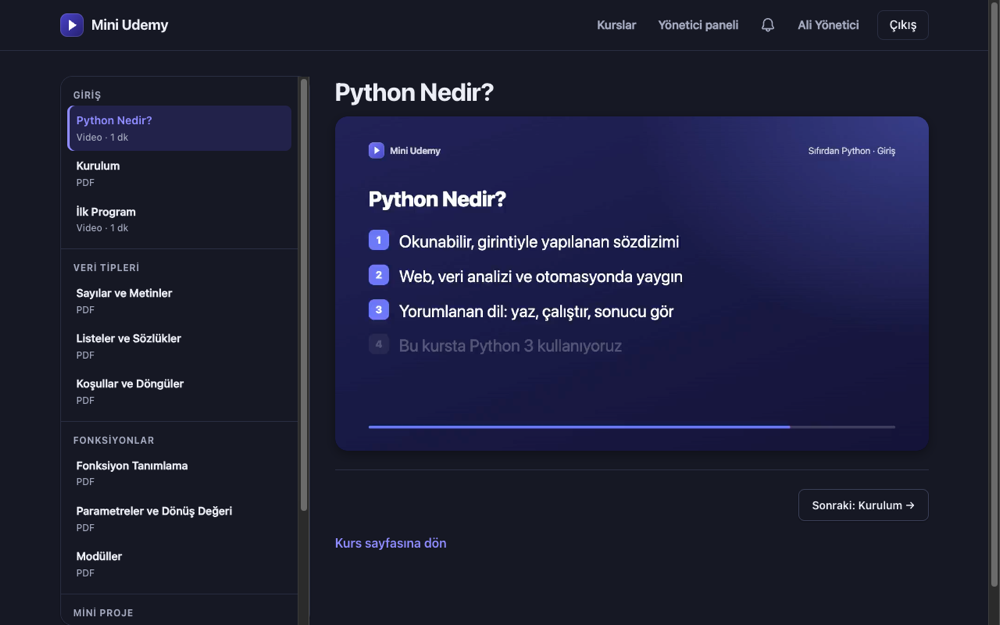 Mini Udemy
Kurslar
Yönetici paneli
Ali Yönetici
Çıkış
GİRİŞ
Python Nedir?
Video · 1 dk
Kurulum
PDF
İlk Program
Video · 1 dk
VERİ TİPLERİ
Sayılar ve Metinler
PDF
Listeler ve Sözlükler
PDF
Koşullar ve Döngüler
PDF
FONKSİYONLAR
Fonksiyon Tanımlama
PDF
Parametreler ve Dönüş Değeri
PDF
Modüller
PDF
MİNİ PROJE
Python Nedir?
Mini Udemy
Sıfırdan Python · Giriş
Python Nedir?
1 Okunabilir, girintiyle yapılanan sözdizimi
2 Web, veri analizi ve otomasyonda yaygın
3 Yorumlanan dil: yaz, çalıştır, sonucu gör
4 Bu kursta Python 3 kullanıyoruz
Sonraki: Kurulum →
Kurs sayfasına dön